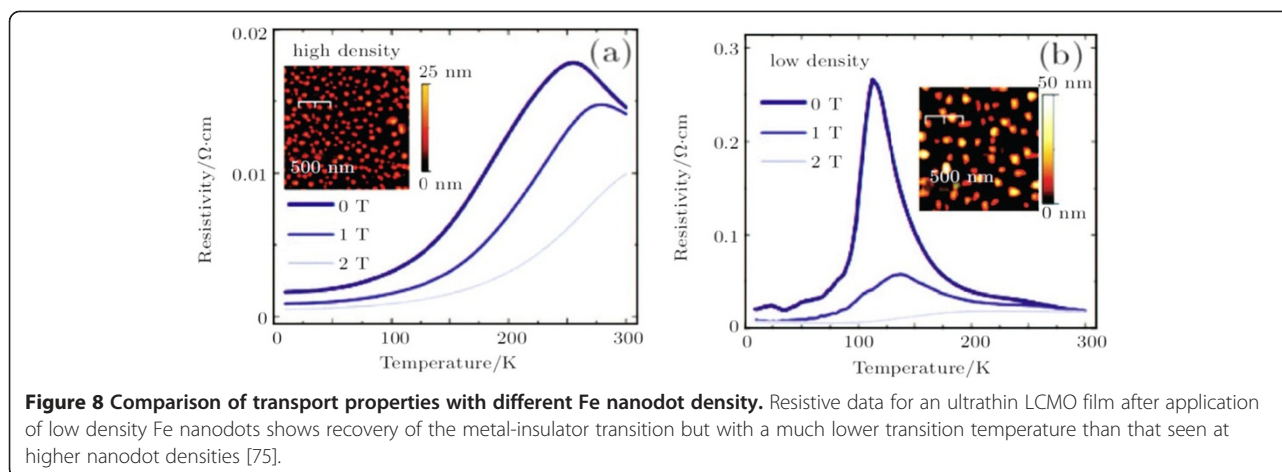 0.02
high density
(a)
25 nm
500 nm
0 nm
0.01
0 T
1 T
2 T
0
Resistivity/Ω·cm
0
100
200
300
Temperature/K
0.3
low density
(b)
50 nm
0 T
1 T
2 T
500 nm
0 nm
0.2
0.1
0
Resistivity/Ω·cm
0
100
200
300
Temperature/K
Figure 8 Comparison of transport properties with different Fe nanodot density. Resistive data for an ultrathin LCMO film after application
of low density Fe nanodots shows recovery of the metal-insulator transition but with a much lower transition temperature than that seen at
higher nanodot densities [75].